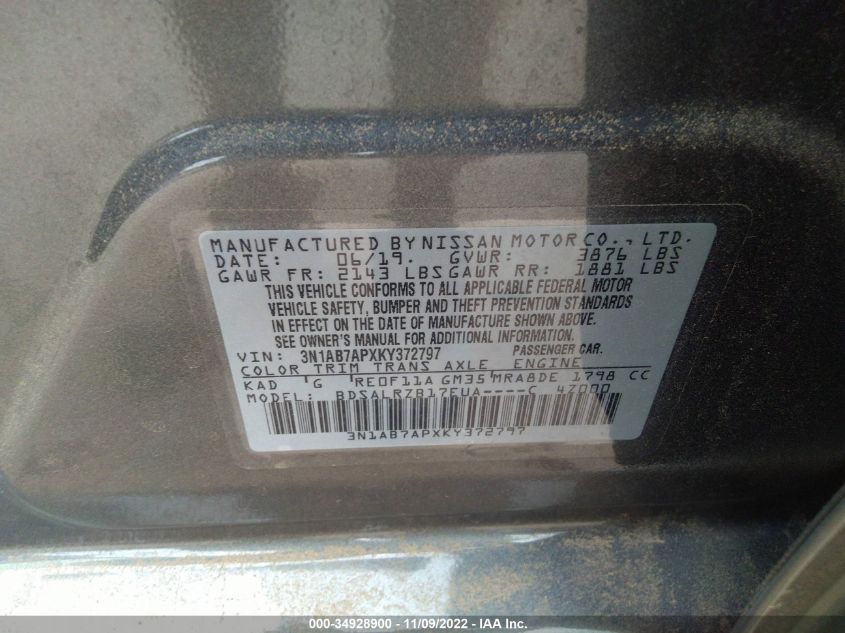 MANUFACTURED BY NISSAN MOTOR CO., LTD.
DATE: 06/19. GVWR: 3876 LBS
GAWR FR: 2143 LBS GAWR RR: 1881 LBS
THIS VEHICLE CONFORMS TO ALL APPLICABLE FEDERAL MOTOR
VEHICLE SAFETY, BUMPER AND THEFT PREVENTION STANDARDS
IN EFFECT ON THE DATE OF MANUFACTURE SHOWN ABOVE.
SEE OWNER'S MANUAL FOR ADDITIONAL INFORMATION.
VIN: 3N1AB7APXKY372797 PASSENGER CAR.
COLOR TRIM TRANS AXLE ENGINE
KAD 'G 'RE0F11A GM35 MRA8DE 1798 CC
MODEL: BDSALRZB17EUA----C 47000
3N1AB7APXKY372797
000-34928900 - 11/09/2022 - IAA Inc.